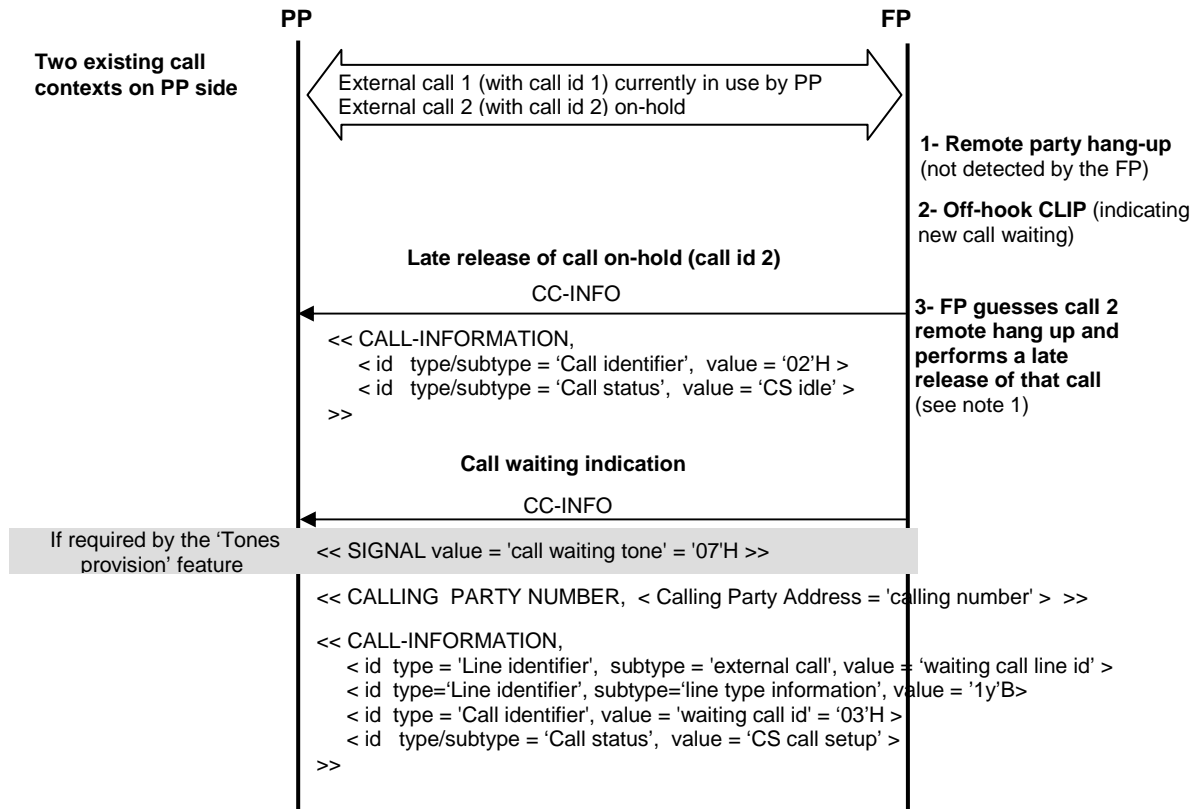 PP
FP
Two existing call
contexts on PP side
External call 1 (with call id 1) currently in use by PP
External call 2 (with call id 2) on-hold
1- Remote party hang-up
(not detected by the FP)
2- Off-hook CLIP (indicating
new call waiting)
Late release of call on-hold (call id 2)
CC-INFO
3- FP guesses call 2
remote hang up and
performs a late
release of that call
(see note 1)
<< CALL-INFORMATION,
< id type/subtype = ‘Call identifier’, value = ‘02’H >
< id type/subtype = ‘Call status’, value = ‘CS idle’ >
>>
Call waiting indication
CC-INFO
If required by the ‘Tones
provision’ feature
<< SIGNAL value = 'call waiting tone' = '07'H >>
<< CALLING PARTY NUMBER, < Calling Party Address = 'calling number' > >>
<< CALL-INFORMATION,
< id type = 'Line identifier', subtype = 'external call', value = ‘waiting call line id’ >
< id type=‘Line identifier’, subtype=‘line type information’, value = ’1y’B>
< id type = 'Call identifier', value = 'waiting call id' = ‘03’H >
< id type/subtype = ‘Call status’, value = ‘CS call setup’ >
>>